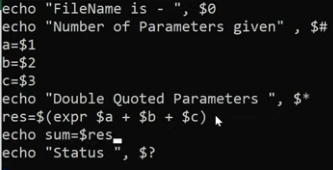 echo "FileName is - ", $0
echo "Number of Parameters given" , $#
a=$1
b=$2
c=$3
echo "Double Quoted Parameters ", $*
res=$(expr $a + $b + $c)
echo sum=$res
echo "Status ", $?